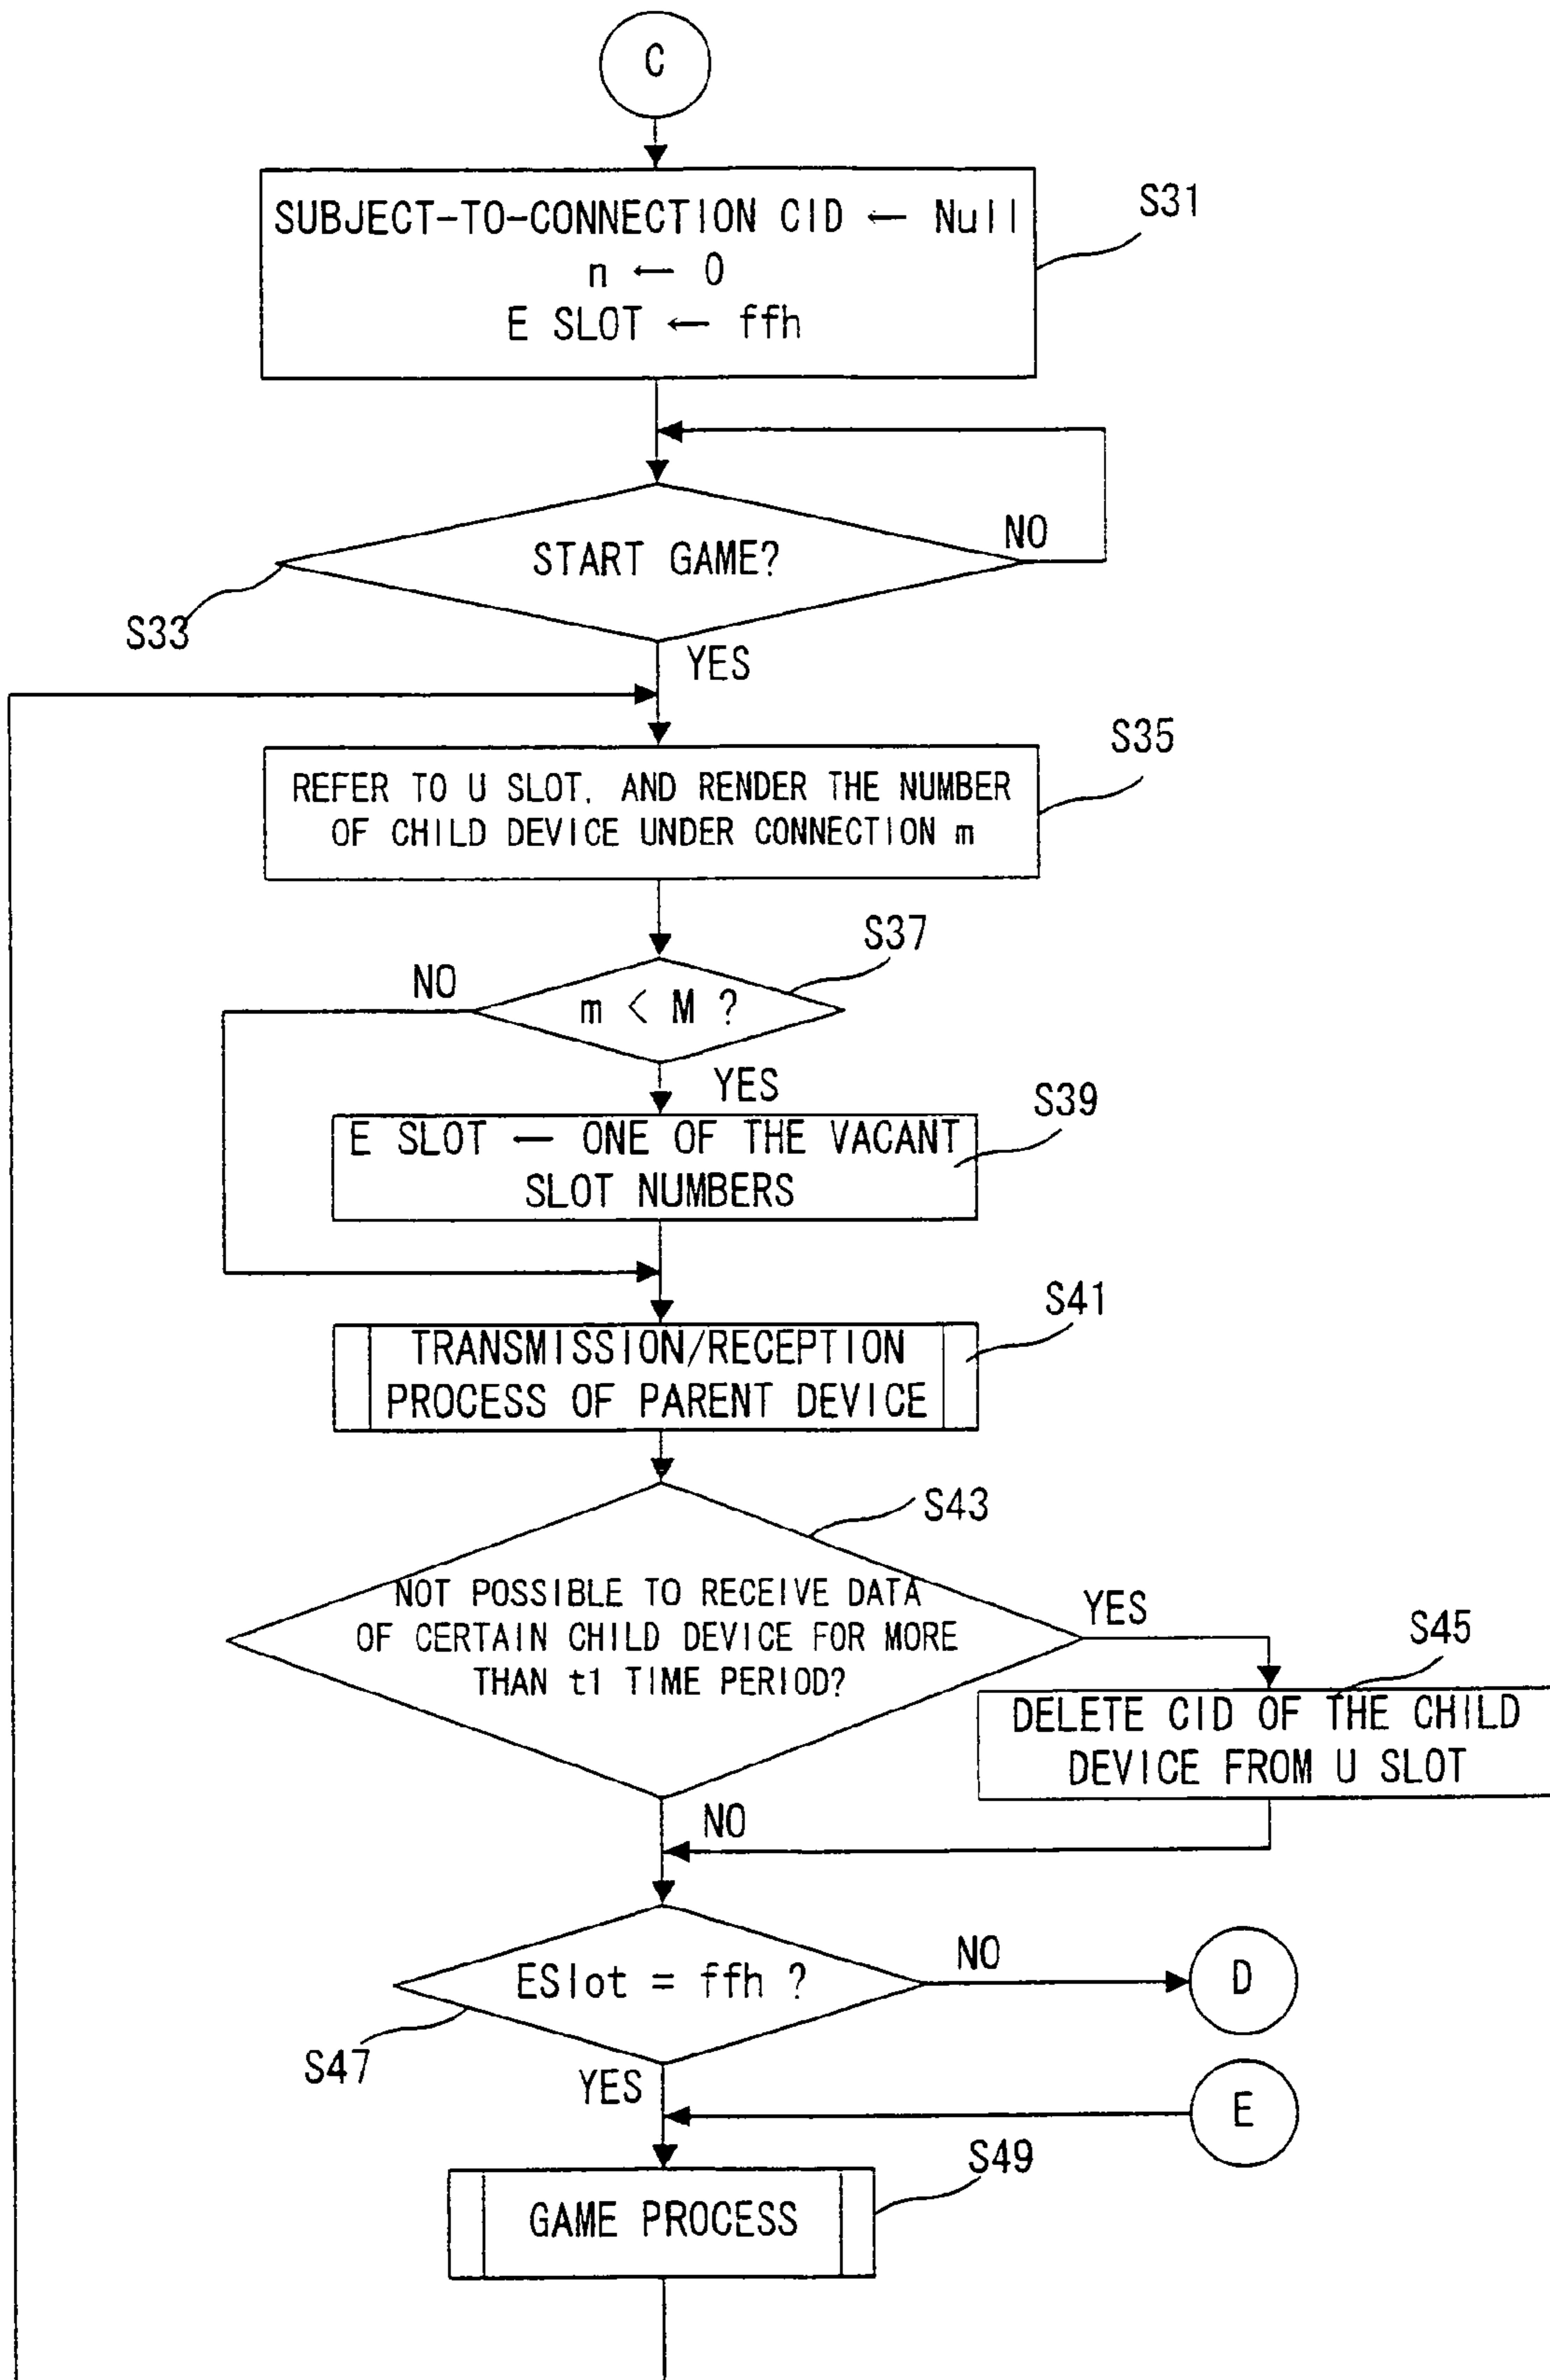 C
SUBJECT-TO-CONNECTION CID ← Null
n ← 0
E SLOT ← ffh
S31
START GAME?
NO
S33
YES
S35
REFER TO U SLOT, AND RENDER THE NUMBER
OF CHILD DEVICE UNDER CONNECTION m
S37
NO
m < M ?
YES
S39
E SLOT ← ONE OF THE VACANT
SLOT NUMBERS
S41
TRANSMISSION/RECEPTION
PROCESS OF PARENT DEVICE
S43
NOT POSSIBLE TO RECEIVE DATA
OF CERTAIN CHILD DEVICE FOR MORE
THAN t1 TIME PERIOD?
YES
S45
DELETE CID OF THE CHILD
DEVICE FROM U SLOT
NO
ESlot = ffh ?
NO
D
S47
YES
E
S49
GAME PROCESS